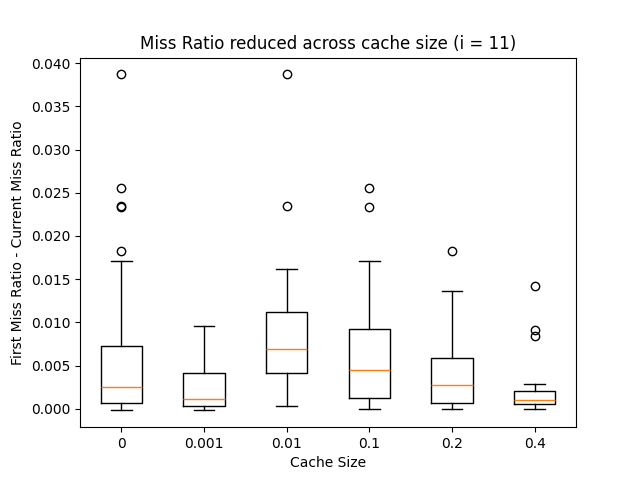 Miss Ratio reduced across cache size (i = 11)
First Miss Ratio - Current Miss Ratio
0.040
0.035
0.030
0.025
0.020
0.015
0.010
0.005
0.000
0 0.001 0.01 0.1 0.2 0.4
Cache Size